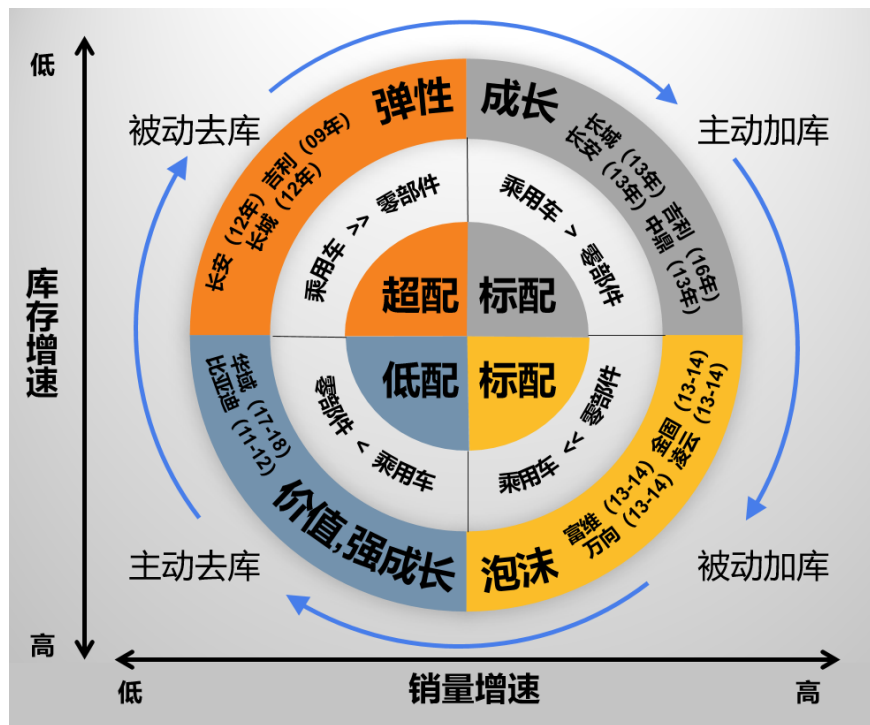 低
库存增速
高
低
销量增速
高
被动去库
主动加库
被动加库
主动去库
弹性
长安（12年）吉利（09年）
长城（12年）
乘用车 >> 零部件
超配
成长
长城（13年）吉利（16年）
长安（13年）中鼎（13年）
乘用车 > 零部件
标配
低配
零部件 < 乘用车
华域（17-18）
比亚迪（11-12）
价值,强成长
标配
乘用车 >> 零部件
富维（13-14）金固（13-14）
万向（13-14）凌云（13-14）
泡沫